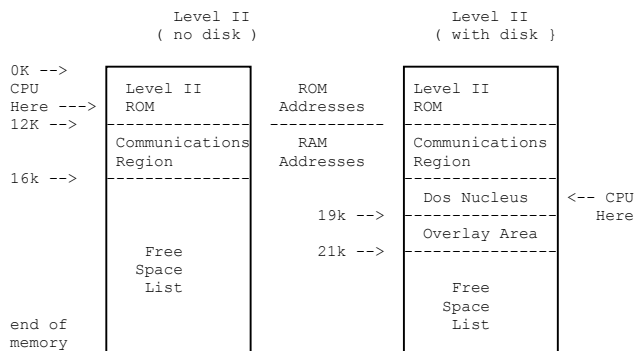 Level II Level II
( no disk ) ( with disk }
0K -->
CPU Level II ROM Level II
Here ---> ROM Addresses ROM
12K --> --------------- ------------ ---------------
Communications RAM Communications
Region Addresses Region
16k --> --------------- ---------------
Dos Nucleus <-- CPU
19k --> --------------- Here
Overlay Area
Free 21k --> ---------------
Space
List Free
Space
end of List
memory